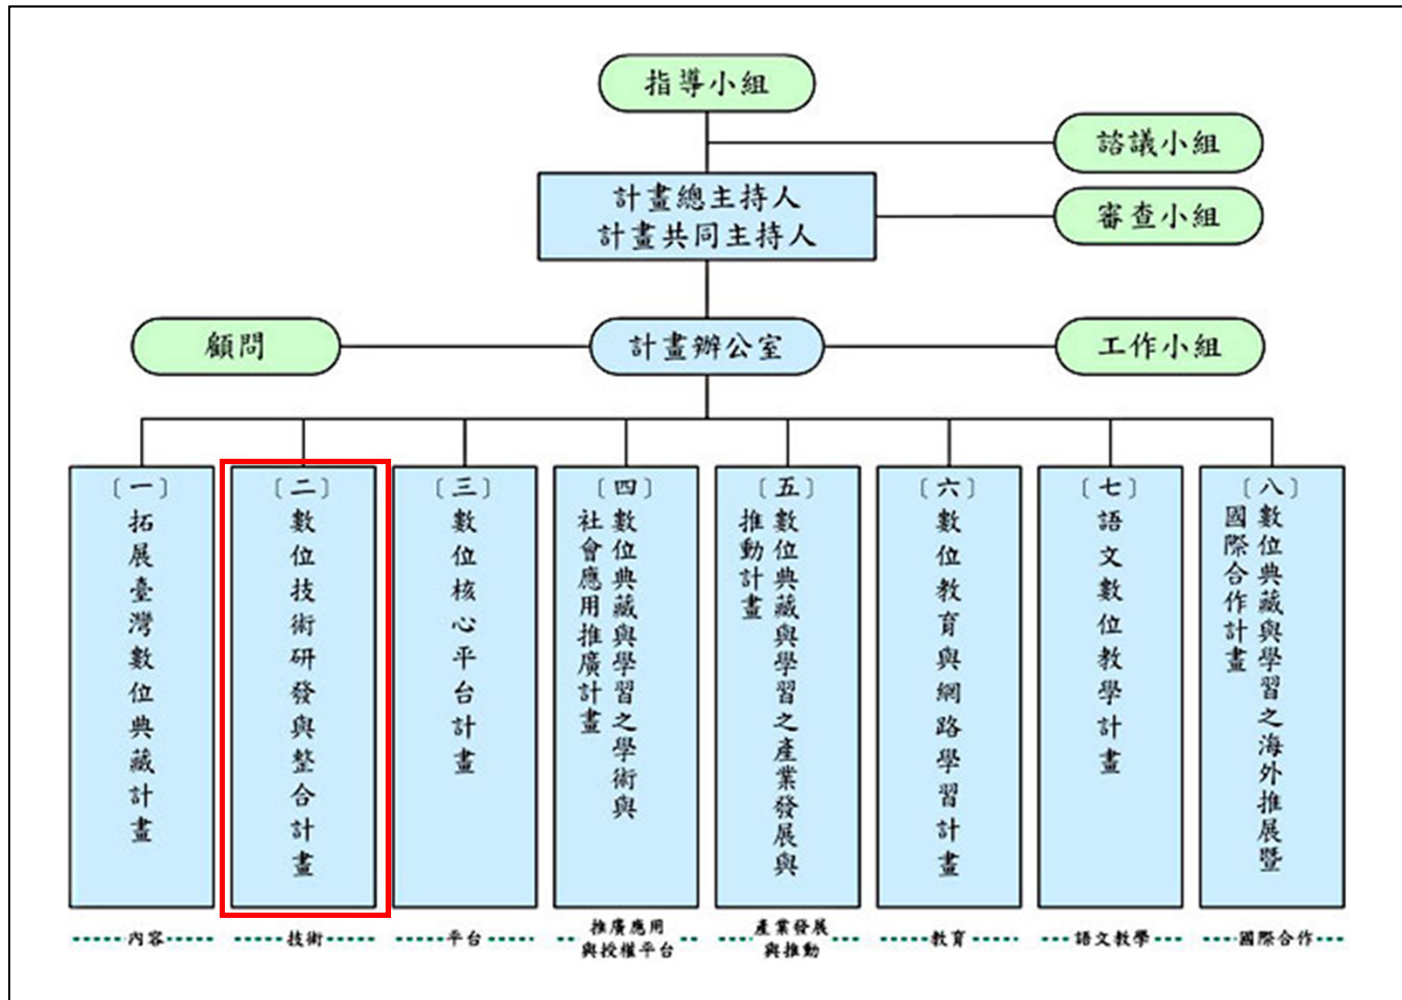 指導小組
諮議小組
計畫總主持人
計畫共同主持人
審查小組
顧問
計畫辦公室
工作小組
〔一〕
拓展臺灣數位典藏計畫
〔二〕
數位技術研發與整合計畫
〔三〕
數位核心平台計畫
〔四〕
數位典藏與學習之學術與
社會應用推廣計畫
〔五〕
數位典藏與學習之產業發展與
推動計畫
〔六〕
數位教育與網路學習計畫
〔七〕
語文數位教學計畫
〔八〕
數位典藏與學習之海外推展暨
國際合作計畫
內容
技術
平台
推廣應用
與授權平台
產業發展
與推動
教育
語文教學
國際合作